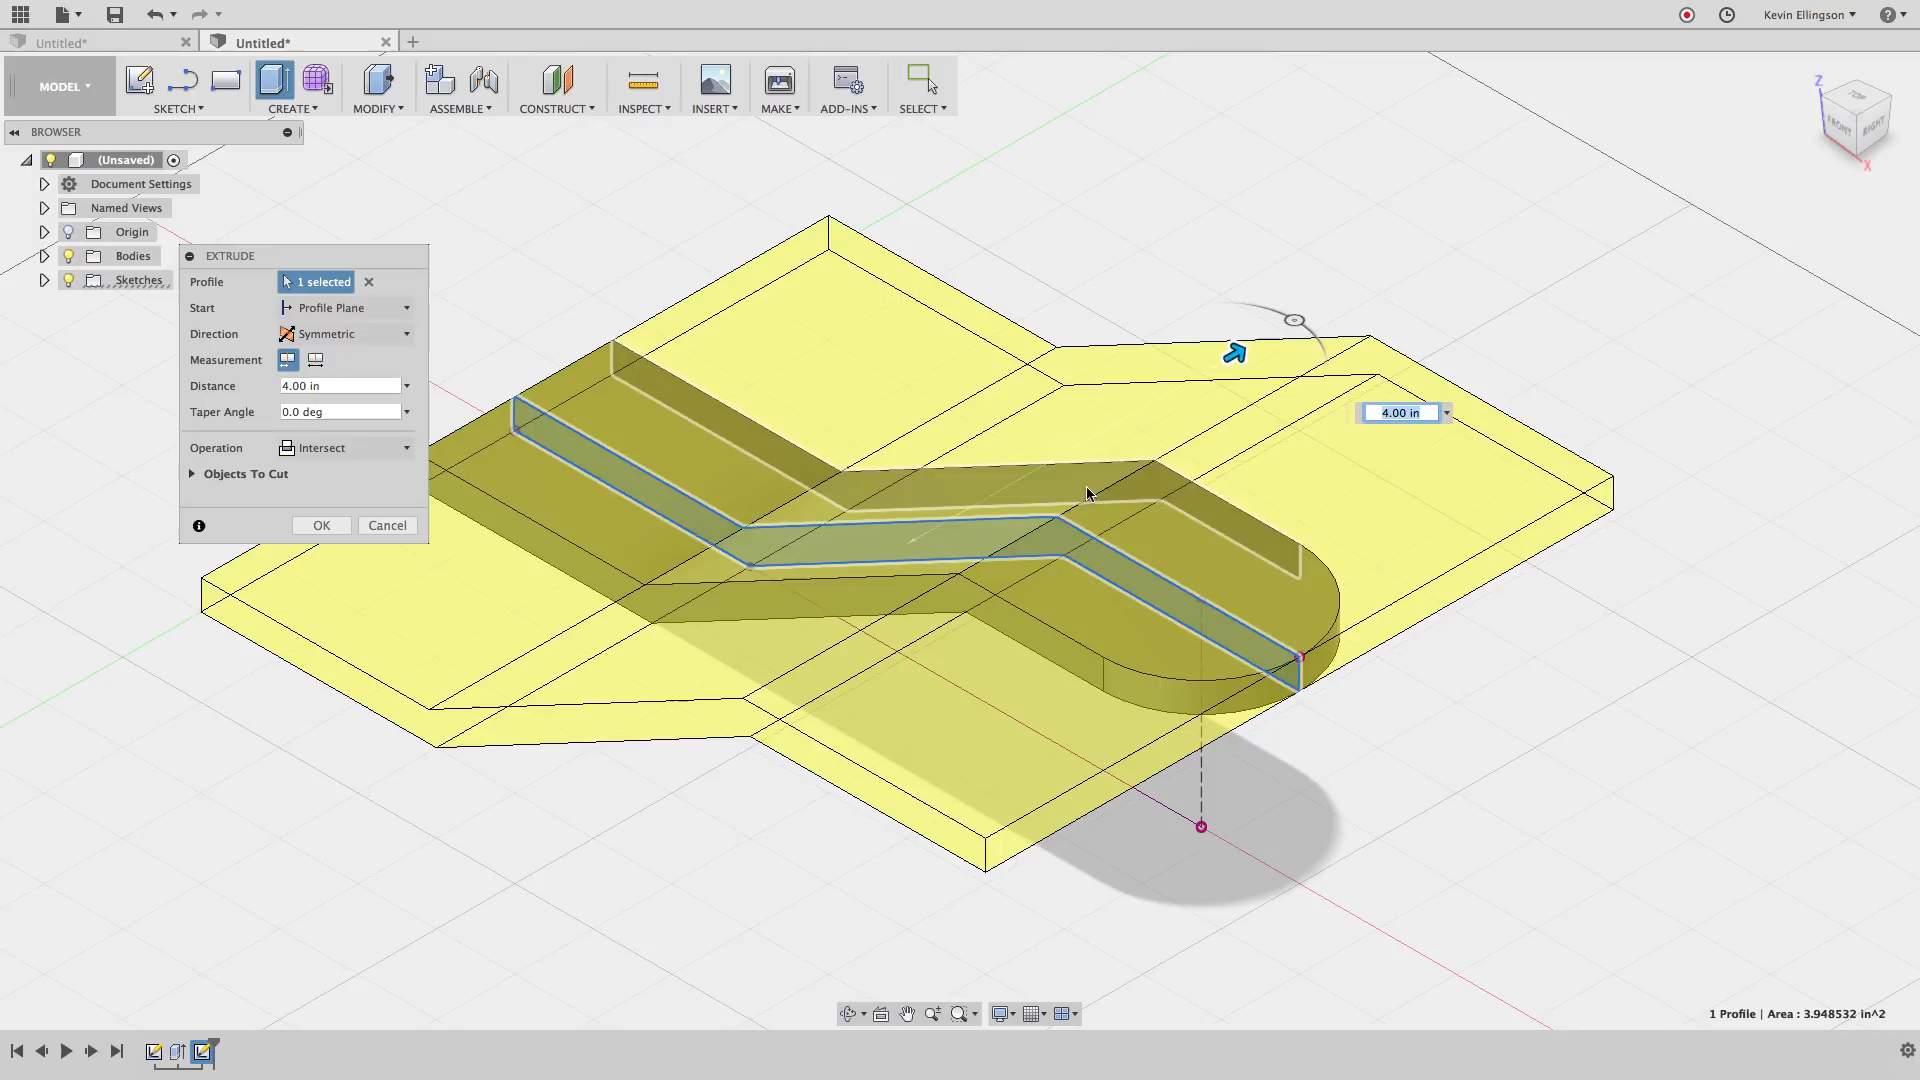 Kevin Ellingson
Untitled*
Untitled*
MODEL
SKETCH
CREATE
MODIFY
ASSEMBLE
CONSTRUCT
INSPECT
INSERT
MAKE
ADD-INS
SELECT
Z
TOP
FRONT
RIGHT
X
BROWSER
(Unsaved)
Document Settings
Named Views
Origin
Bodies
Sketches
EXTRUDE
Profile 1 selected
Start Profile Plane
Direction Symmetric
Measurement
Distance 4.00 in
Taper Angle 0.0 deg
Operation Intersect
Objects To Cut
OK Cancel
4.00 in
1 Profile | Area : 3.948532 in^2